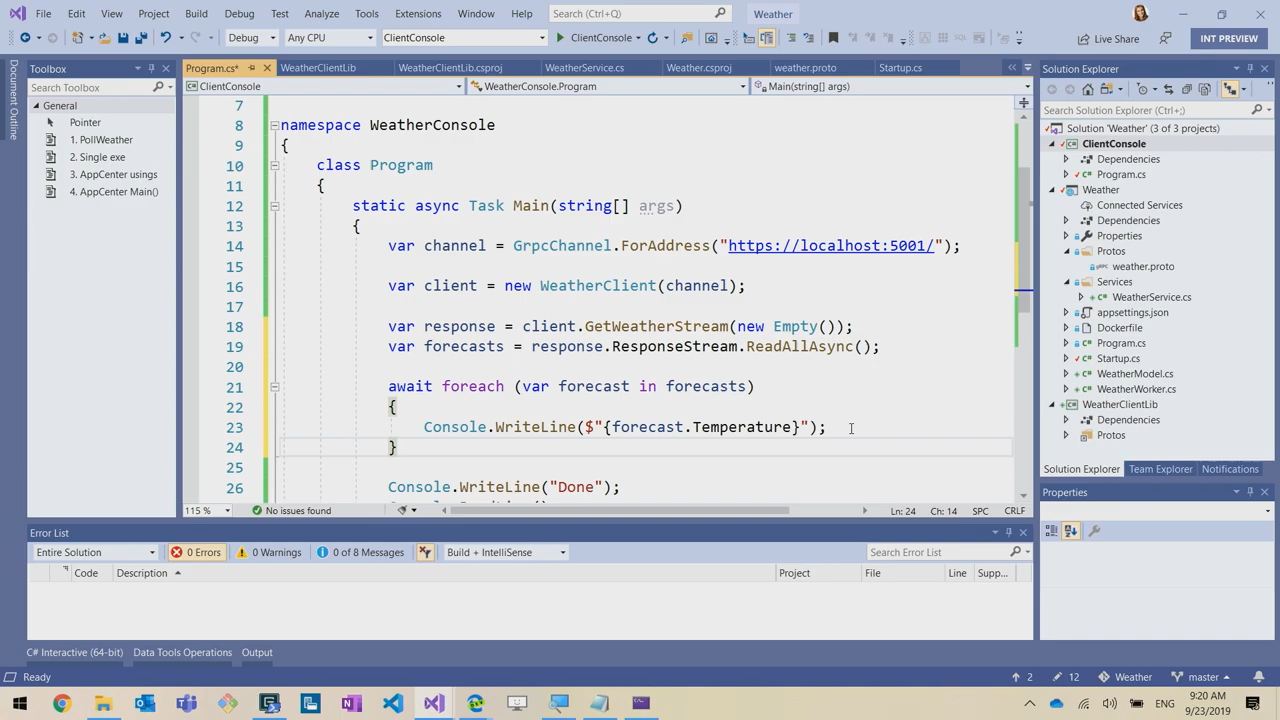 File Edit View Project Build Debug Test Analyze Tools Extensions Window Help Search (Ctrl+Q) Weather
Debug Any CPU ClientConsole ClientConsole Live Share INT PREVIEW
Document Outline
Toolbox
Search Toolbox
General
Pointer
1. PollWeather
2. Single exe
3. AppCenter usings
4. AppCenter Main()
Program.cs* WeatherClientLib WeatherClientLib.csproj WeatherService.cs Weather.csproj weather.proto Startup.cs
ClientConsole WeatherConsole.Program Main(string[] args)
7
8 namespace WeatherConsole
9 {
10 class Program
11 {
12 static async Task Main(string[] args)
13 {
14 var channel = GrpcChannel.ForAddress("https://localhost:5001/");
15
16 var client = new WeatherClient(channel);
17
18 var response = client.GetWeatherStream(new Empty());
19 var forecasts = response.ResponseStream.ReadAllAsync();
20
21 await foreach (var forecast in forecasts)
22 {
23 Console.WriteLine($"{forecast.Temperature}");
24 }
25
26 Console.WriteLine("Done");
115 % No issues found Ln: 24 Ch: 14 SPC CRLF
Solution Explorer
Search Solution Explorer (Ctrl+;)
Solution 'Weather' (3 of 3 projects)
ClientConsole
Dependencies
Program.cs
Weather
Connected Services
Dependencies
Properties
Protos
weather.proto
Services
WeatherService.cs
appsettings.json
Dockerfile
Program.cs
Startup.cs
WeatherModel.cs
WeatherWorker.cs
WeatherClientLib
Dependencies
Protos
Solution Explorer Team Explorer Notifications
Properties
Error List
Entire Solution 0 Errors 0 Warnings 0 of 8 Messages Build + IntelliSense Search Error List
Code Description Project File Line Supp...
C# Interactive (64-bit) Data Tools Operations Output
Ready 2 12 Weather master
9:20 AM
9/23/2019